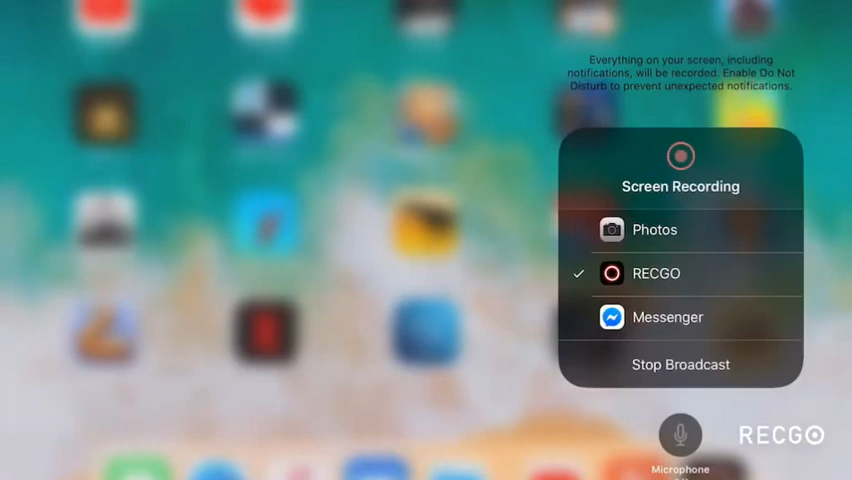 Everything on your screen, including
notifications, will be recorded. Enable Do Not
Disturb to prevent unexpected notifications.
Screen Recording
Photos
RECGO
Messenger
Stop Broadcast
RECGO
Microphone